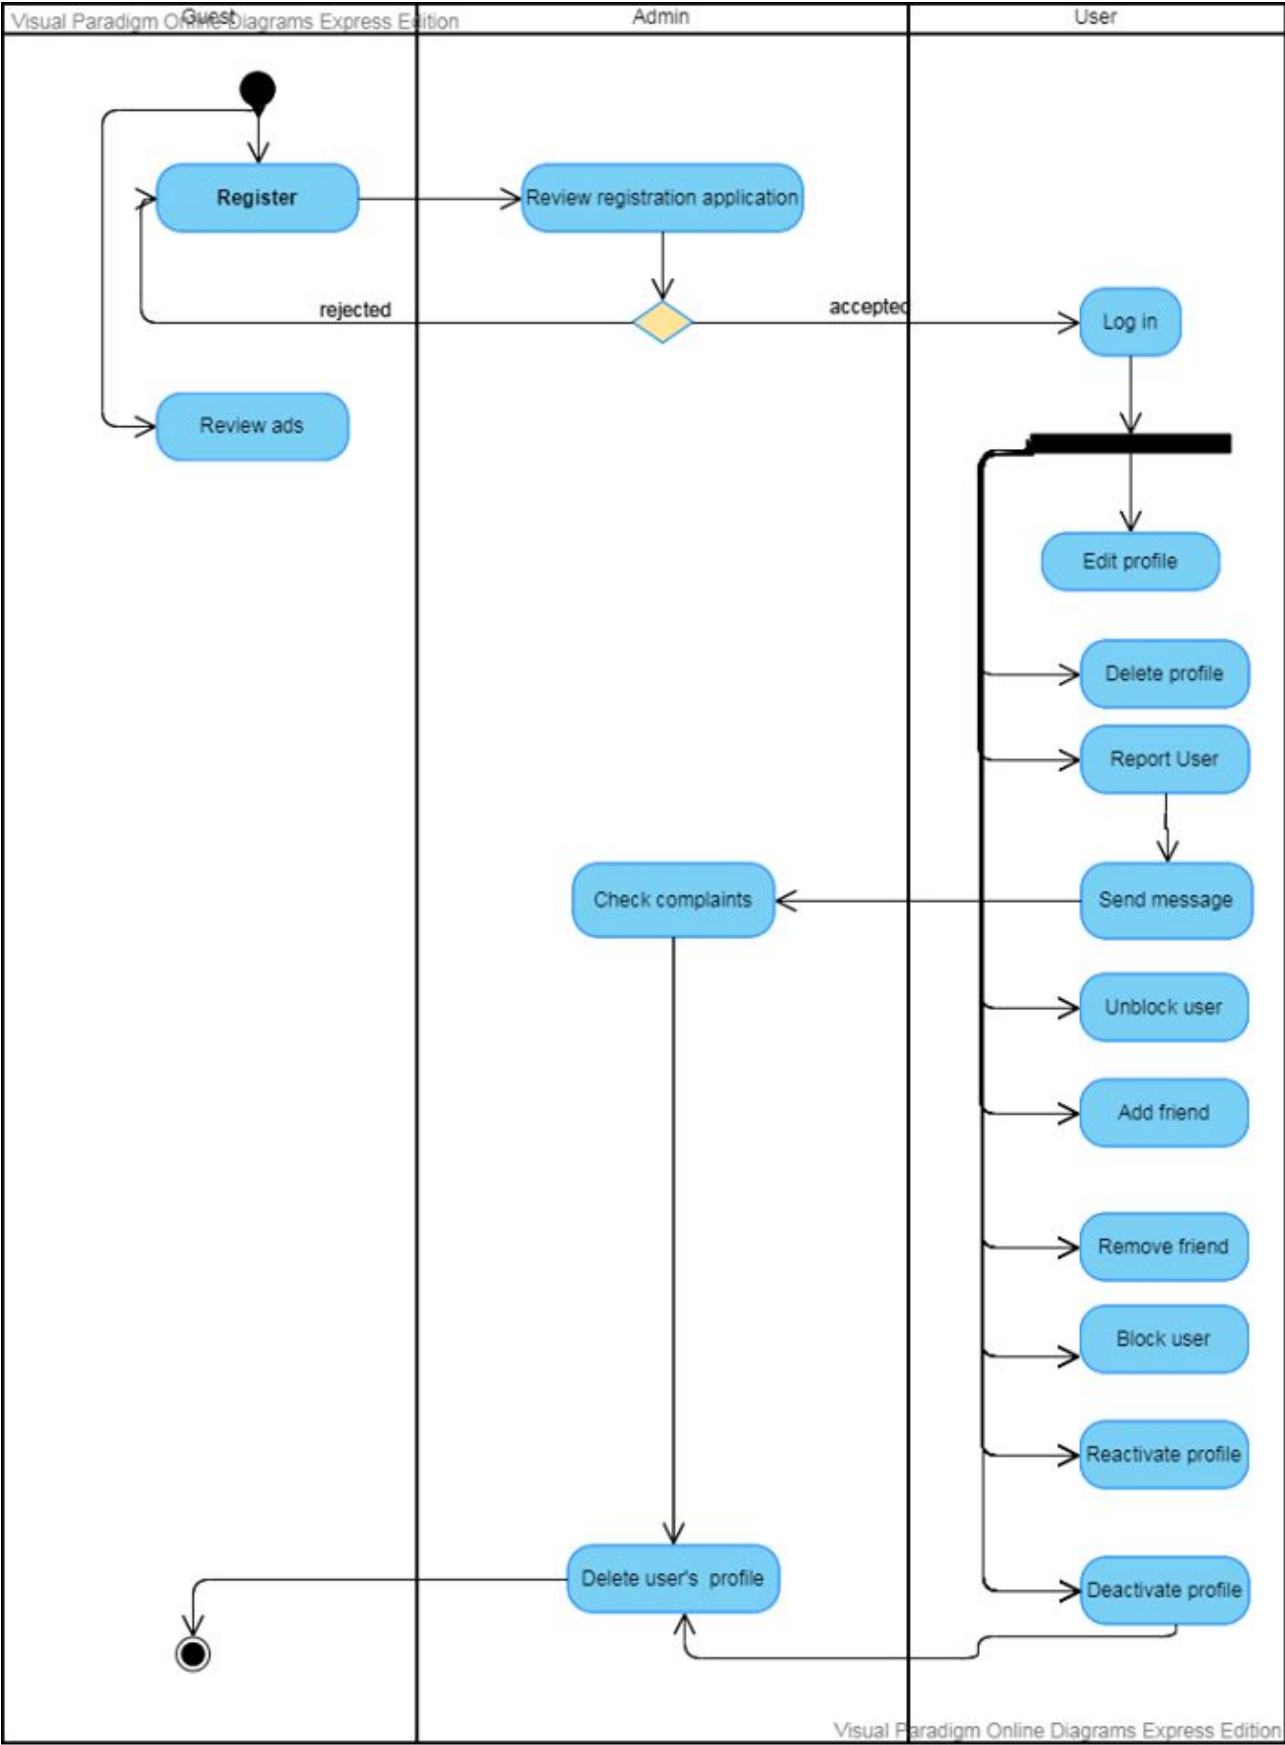 Visual Paradigm Online Diagrams Express Edition
Guest
Admin
User
Register
Review registration application
rejected
accepted
Log in
Review ads
Edit profile
Delete profile
Report User
Check complaints
Send message
Unblock user
Add friend
Remove friend
Block user
Reactivate profile
Delete user's profile
Deactivate profile
Visual Paradigm Online Diagrams Express Edition